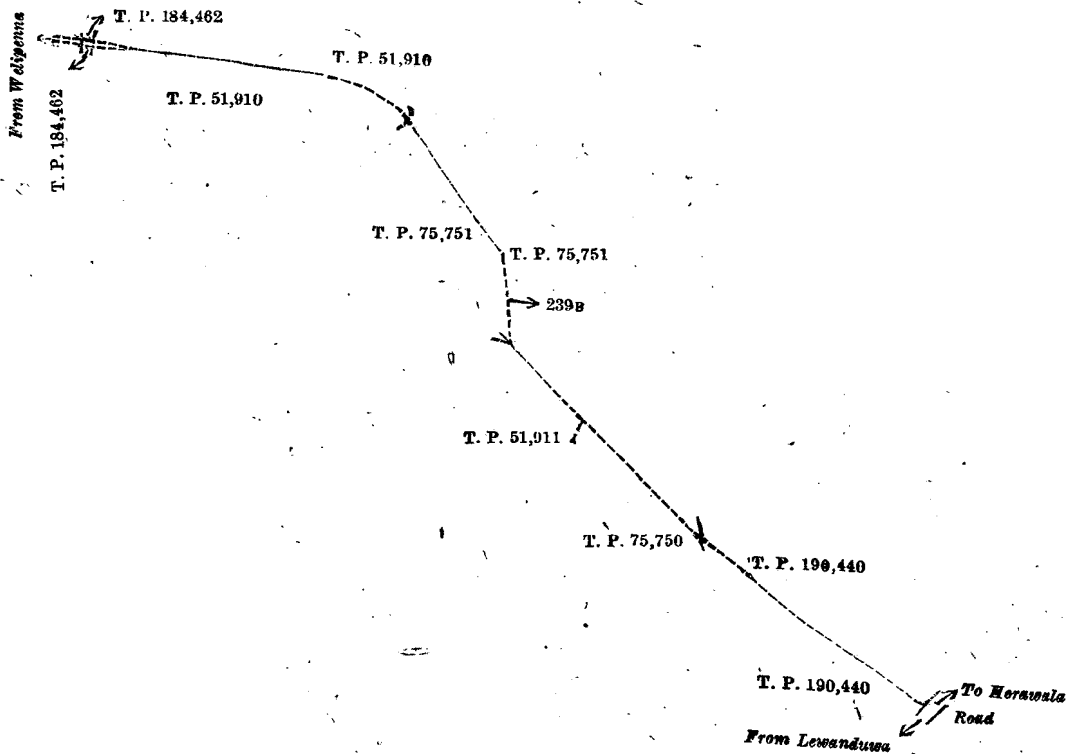 T. P. 184,462
From Welipenna
T. P. 184,462
T. P. 51,910
T. P. 51,910
T. P. 75,751
T. P. 75,751
239B
T. P. 51,911
T. P. 75,750
T. P. 190,440
T. P. 190,440
To Horawala
Road
From Lewanduwa